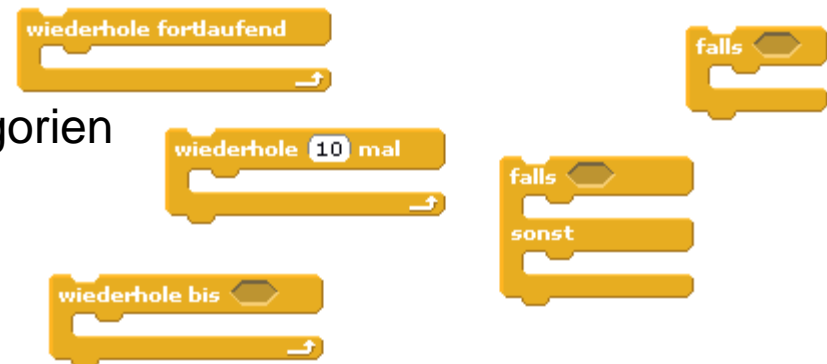 wiederhole fortlaufend
falls
gorien
wiederhole 10 mal
falls
sonst
wiederhole bis